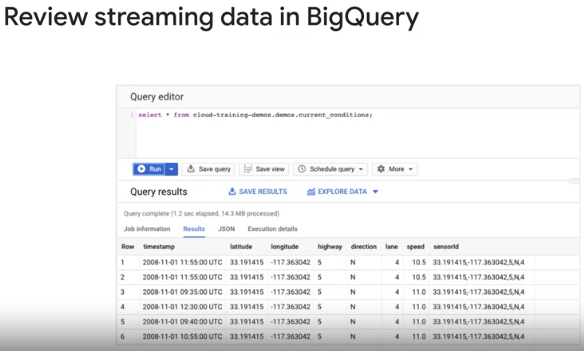 Review streaming data in BigQuery
Query editor
1 select * from cloud-training-demos.demos.current_conditions;
Run Save query Save view Schedule query More
Query results SAVE RESULTS EXPLORE DATA
Query complete (1.2 sec elapsed, 14.3 MB processed)
Job information Results JSON Execution details
Row timestamp latitude longitude highway direction lane speed sensorId
1 2008-11-01 11:55:00 UTC 33.191415 -117.363042 5 N 4 10.5 33.191415,-117.363042,5,N,4
2 2008-11-01 11:55:00 UTC 33.191415 -117.363042 5 N 4 10.5 33.191415,-117.363042,5,N,4
3 2008-11-01 09:35:00 UTC 33.191415 -117.363042 5 N 4 11.0 33.191415,-117.363042,5,N,4
4 2008-11-01 12:30:00 UTC 33.191415 -117.363042 5 N 4 11.0 33.191415,-117.363042,5,N,4
5 2008-11-01 09:40:00 UTC 33.191415 -117.363042 5 N 4 11.0 33.191415,-117.363042,5,N,4
6 2008-11-01 10:55:00 UTC 33.191415 -117.363042 5 N 4 11.0 33.191415,-117.363042,5,N,4